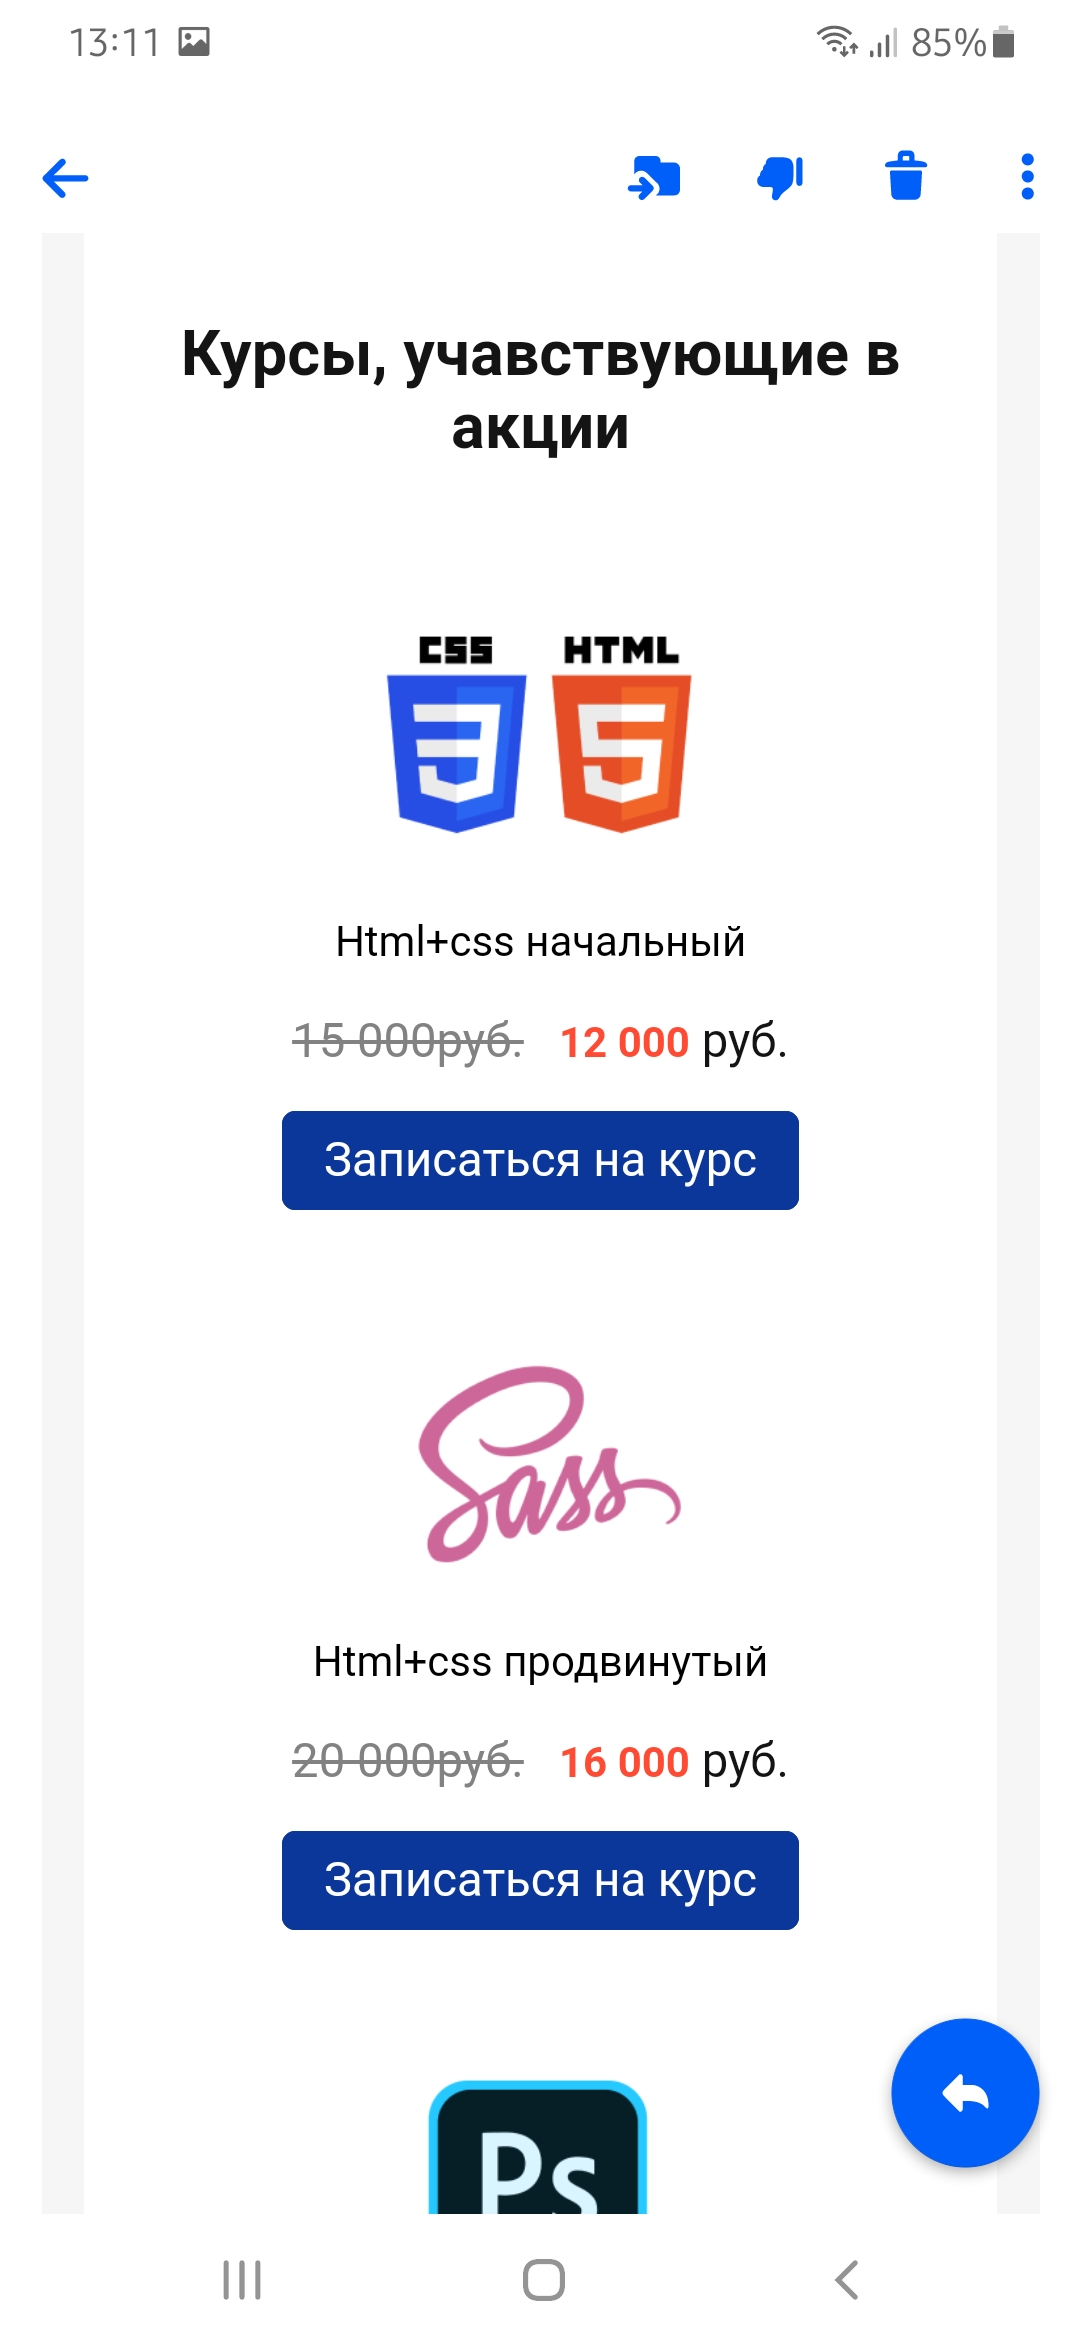 13:11 85%
Курсы, учавствующие в
акции
CSS HTML
Html+css начальный
15 000руб. 12 000 руб.
Записаться на курс
Sass
Html+css продвинутый
20 000руб. 16 000 руб.
Записаться на курс
Ps